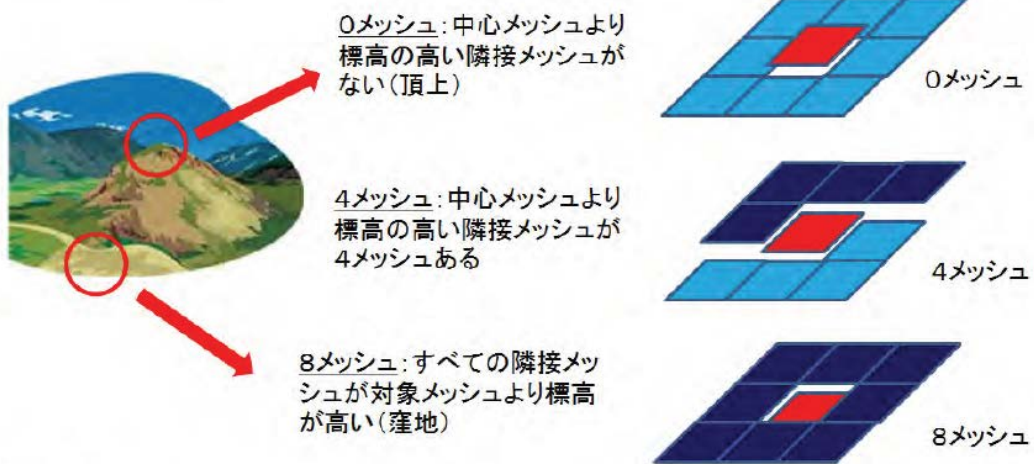 0メッシュ:中心メッシュより
標高の高い隣接メッシュが
ない(頂上)
0メッシュ
4メッシュ:中心メッシュより
標高の高い隣接メッシュが
4メッシュある
4メッシュ
8メッシュ:すべての隣接メッ
シュが対象メッシュより標高
が高い(窪地)
8メッシュ